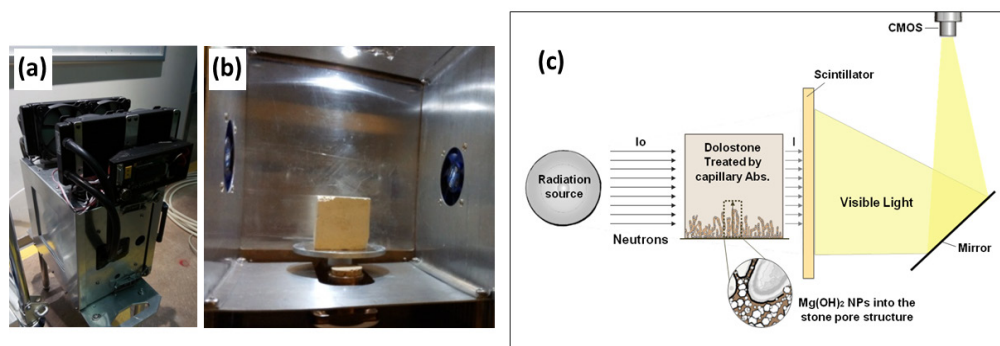 (a)
(b)
(c)
CMOS
Scintillator
Io
I
Dolostone
Treated by
capillary Abs.
Radiation
source
Visible Light
Neutrons
Mirror
Mg(OH)₂ NPs into the
stone pore structure